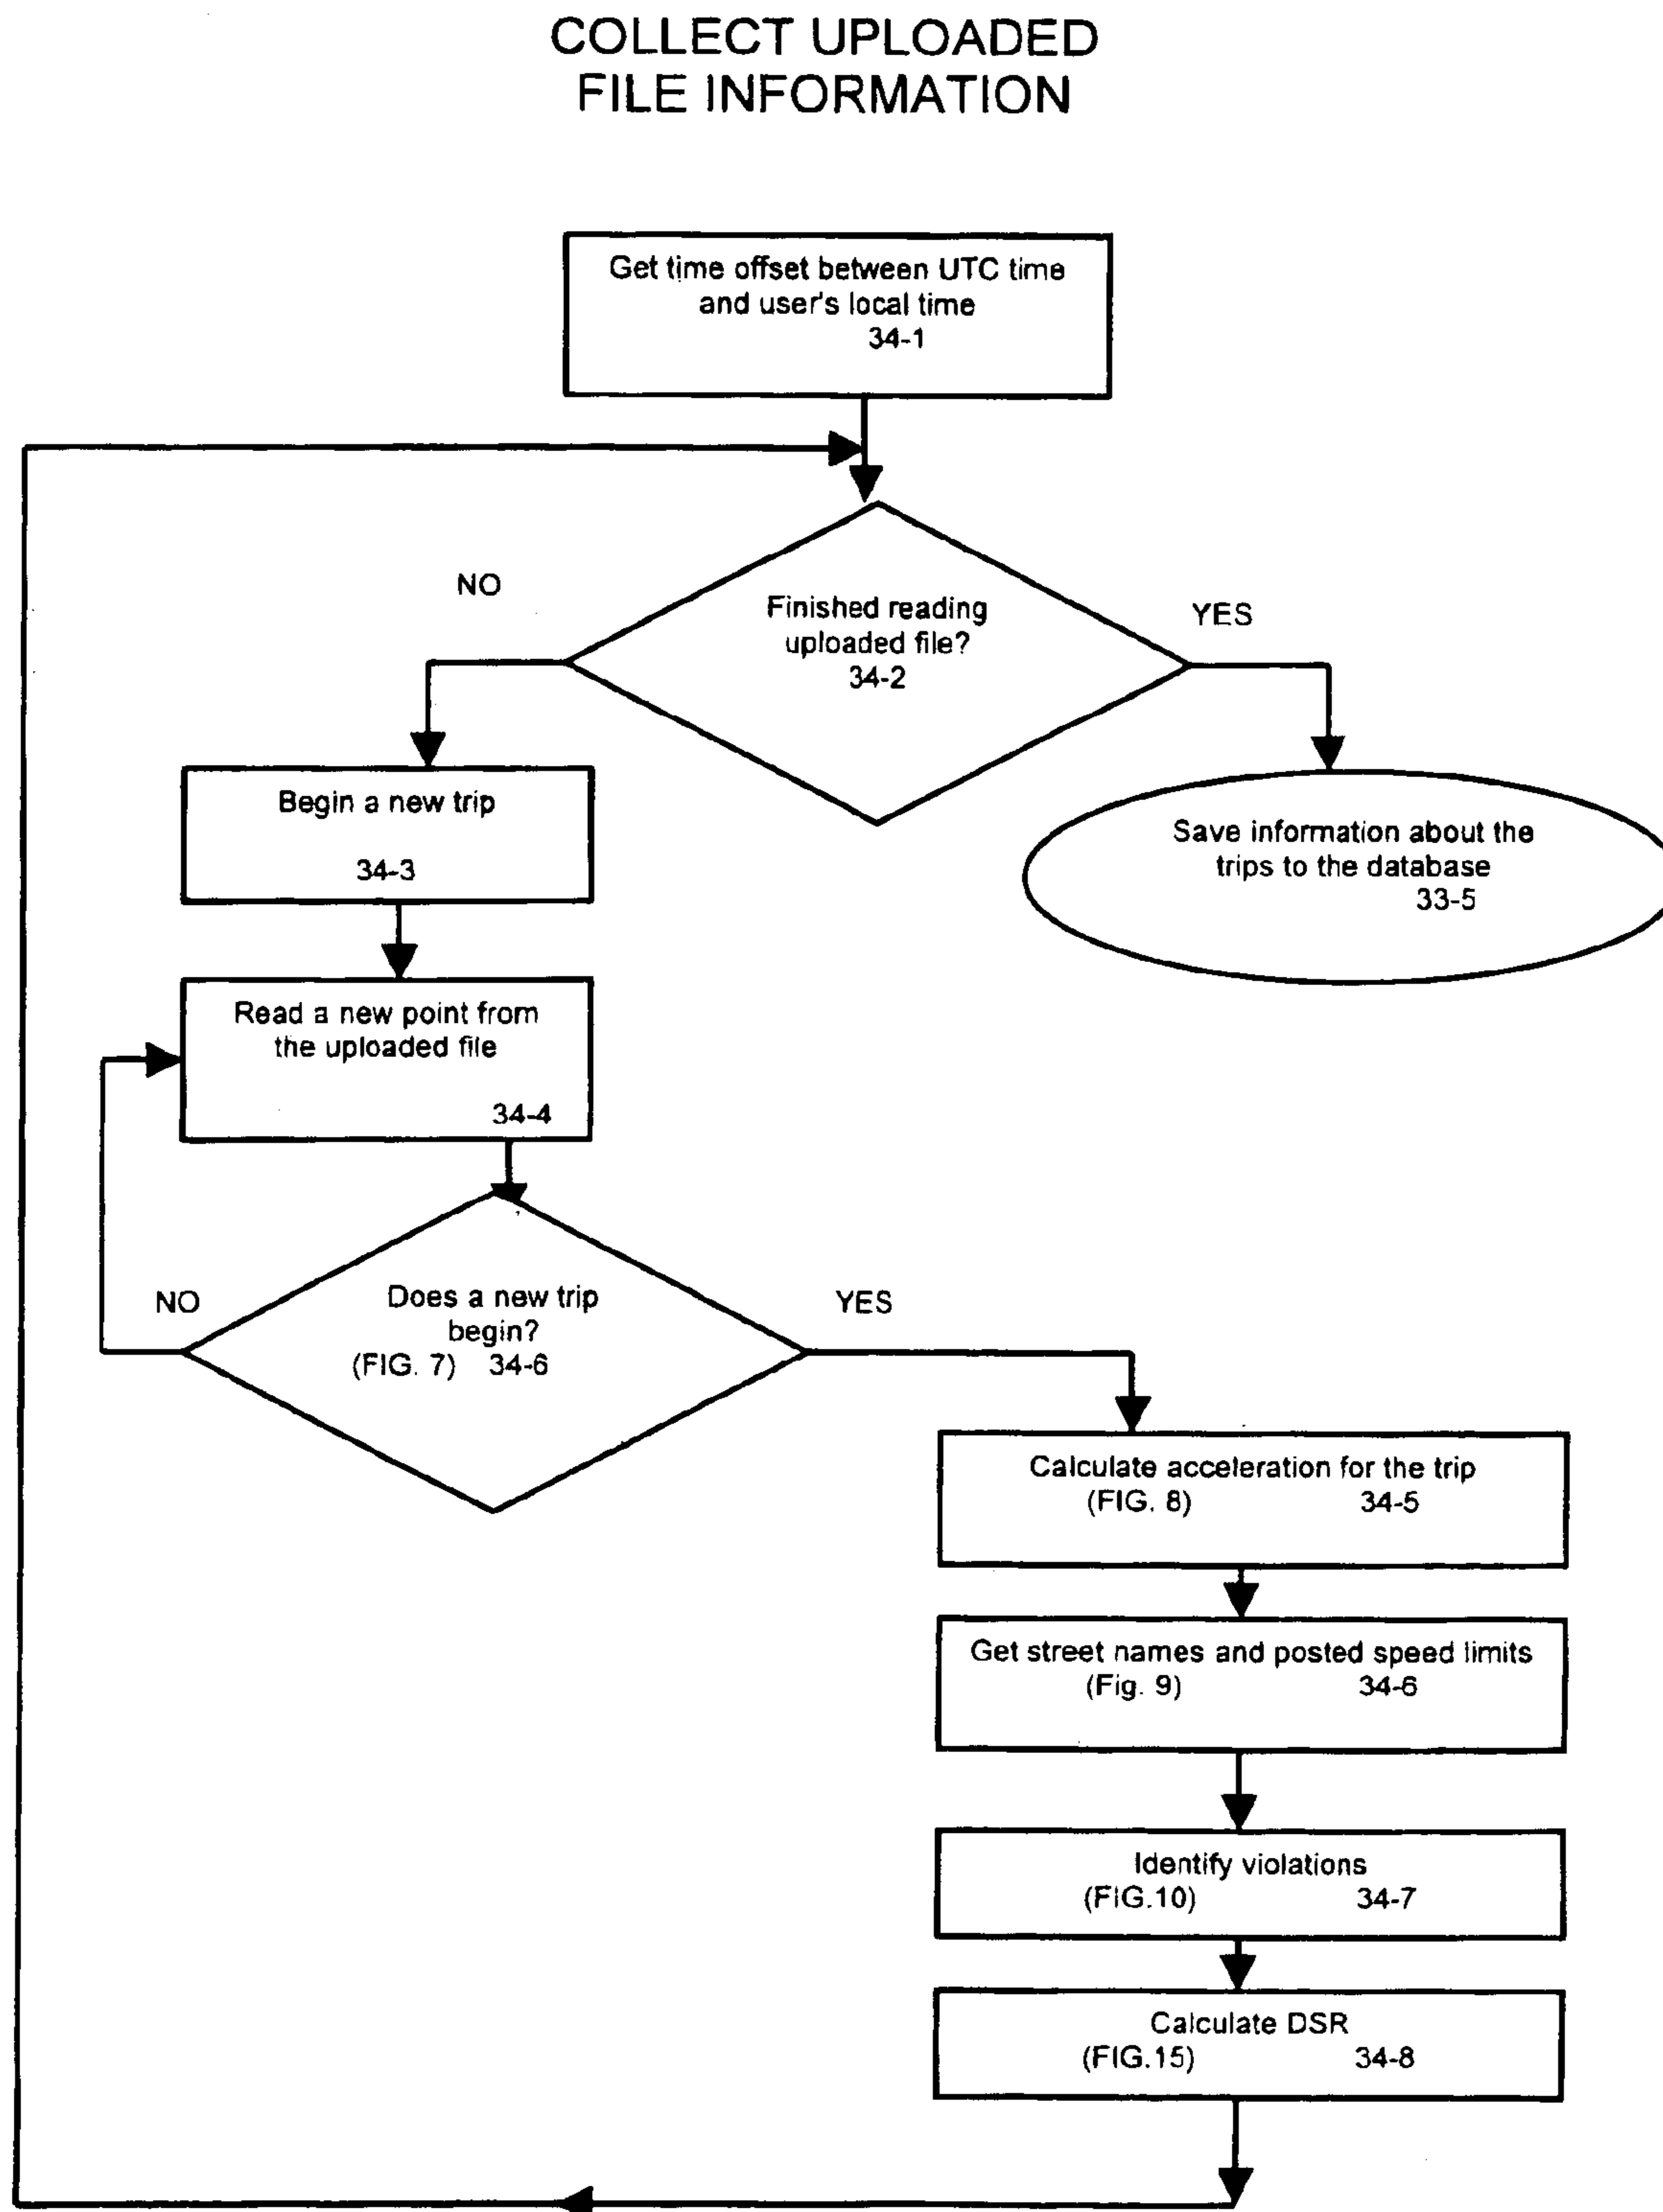 COLLECT UPLOADED
FILE INFORMATION
Get time offset between UTC time
and user's local time
34-1
NO
Finished reading
uploaded file?
34-2
YES
Begin a new trip
34-3
Save information about the
trips to the database
33-5
Read a new point from
the uploaded file
34-4
NO
Does a new trip
begin?
(FIG. 7) 34-6
YES
Calculate acceleration for the trip
(FIG. 8) 34-5
Get street names and posted speed limits
(Fig. 9) 34-6
Identify violations
(FIG.10) 34-7
Calculate DSR
(FIG.15) 34-8